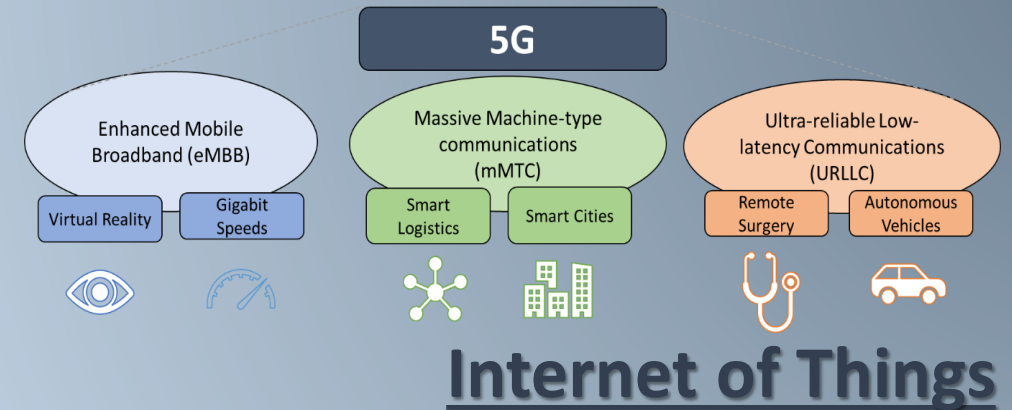 5G
Enhanced Mobile
Broadband (eMBB)
Virtual Reality
Gigabit
Speeds
Massive Machine-type
communications
(mMTC)
Smart
Logistics
Smart Cities
Ultra-reliable Low-
latency Communications
(URLLC)
Remote
Surgery
Autonomous
Vehicles
Internet of Things